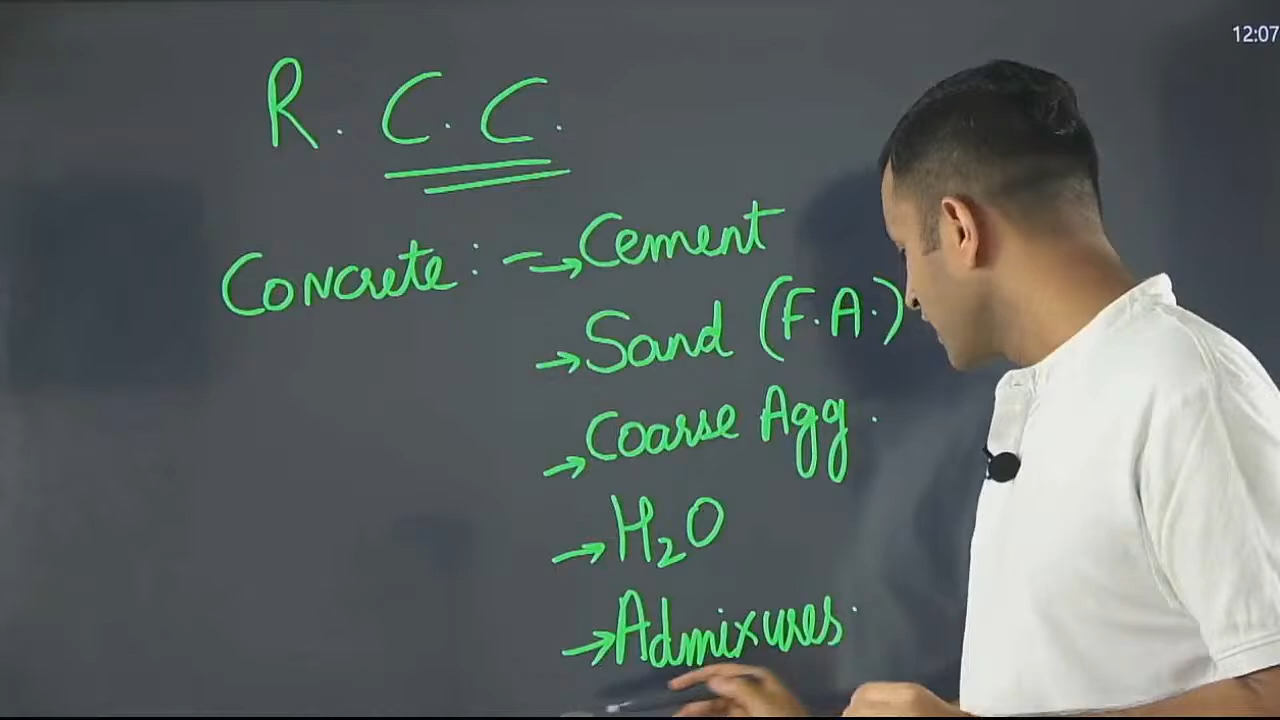 12:07
R. C. C.
Concrete :- → Cement
→ Sand (F.A.)
→ Coarse Agg.
→ H₂O
→ Admixures.